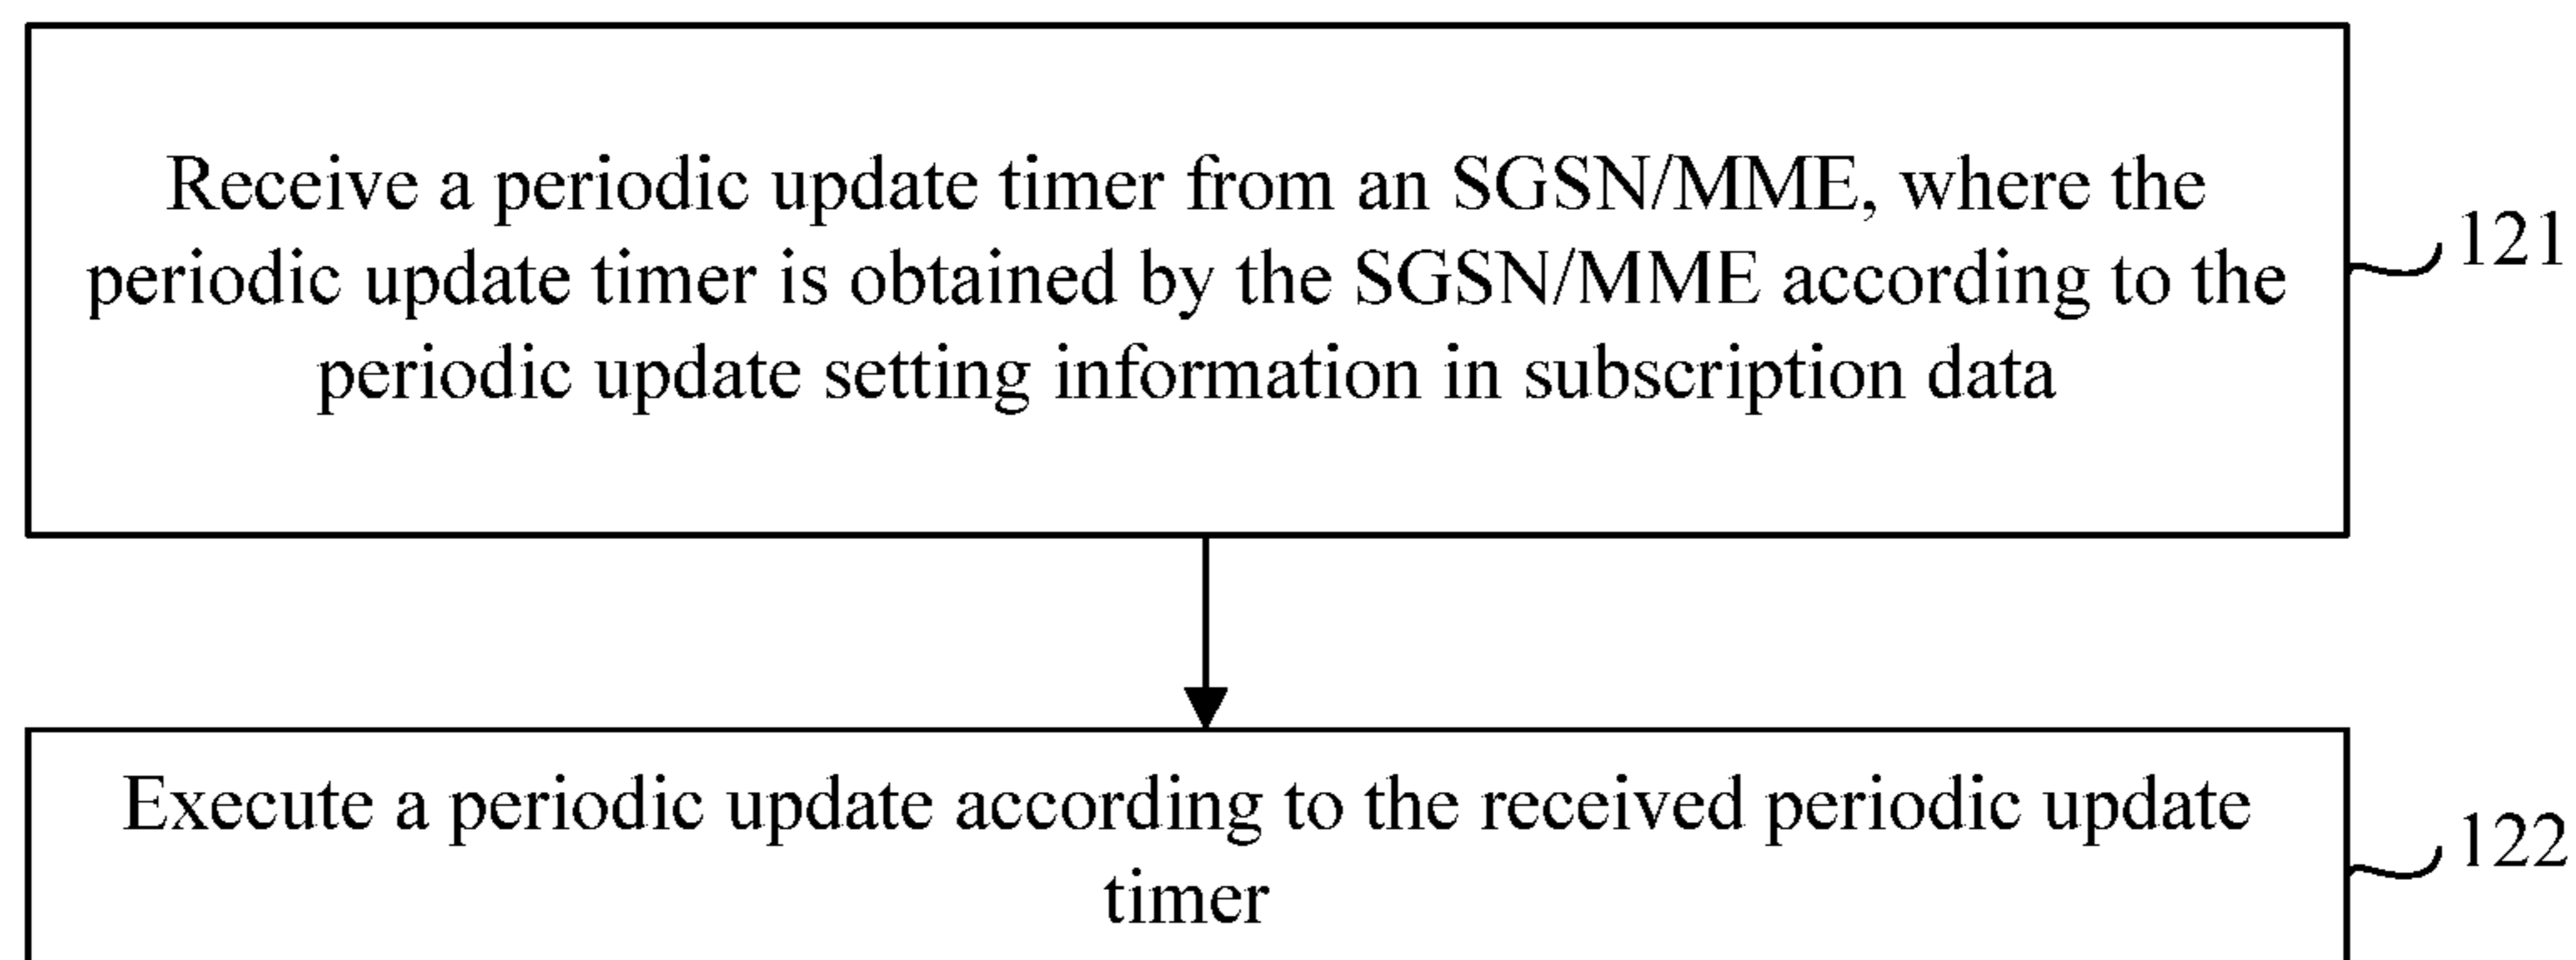 Receive a periodic update timer from an SGSN/MME, where the
periodic update timer is obtained by the SGSN/MME according to the
periodic update setting information in subscription data
121
Execute a periodic update according to the received periodic update
timer
122